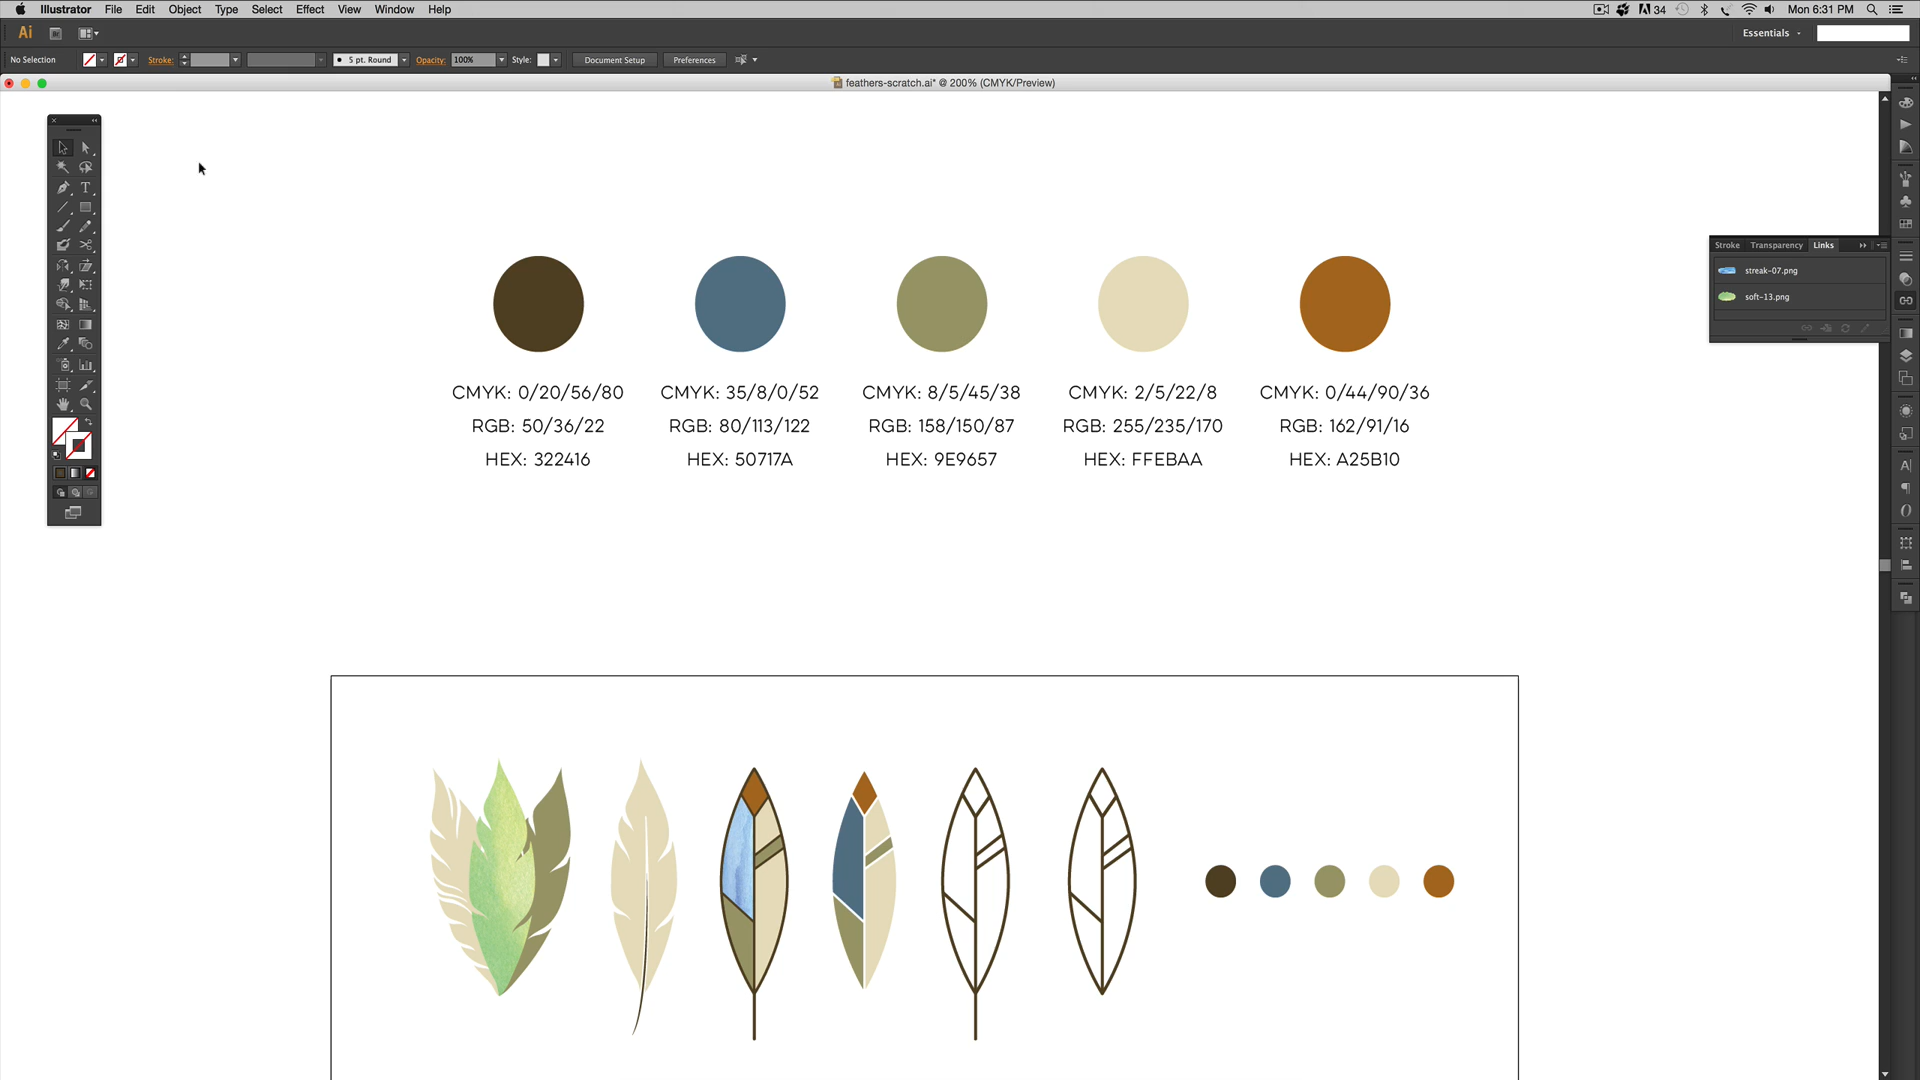 Illustrator File Edit Object Type Select Effect View Window Help
34 Mon 6:31 PM
Ai Br Essentials
No Selection Stroke: 5 pt. Round Opacity: 100% Style: Document Setup Preferences
feathers-scratch.ai* @ 200% (CMYK/Preview)
Stroke Transparency Links
streak-07.png
soft-13.png
CMYK: 0/20/56/80 CMYK: 35/8/0/52 CMYK: 8/5/45/38 CMYK: 2/5/22/8 CMYK: 0/44/90/36
RGB: 50/36/22 RGB: 80/113/122 RGB: 158/150/87 RGB: 255/235/170 RGB: 162/91/16
HEX: 322416 HEX: 50717A HEX: 9E9657 HEX: FFEBAA HEX: A25B10